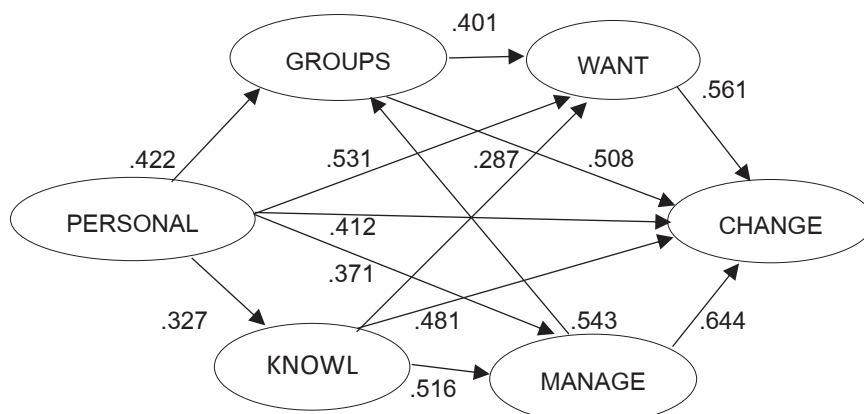 .401
GROUPS
WANT
.561
.422
.531
.287
.508
PERSONAL
.412
CHANGE
.371
.327
.481
.543
.644
KNOWL
.516
MANAGE